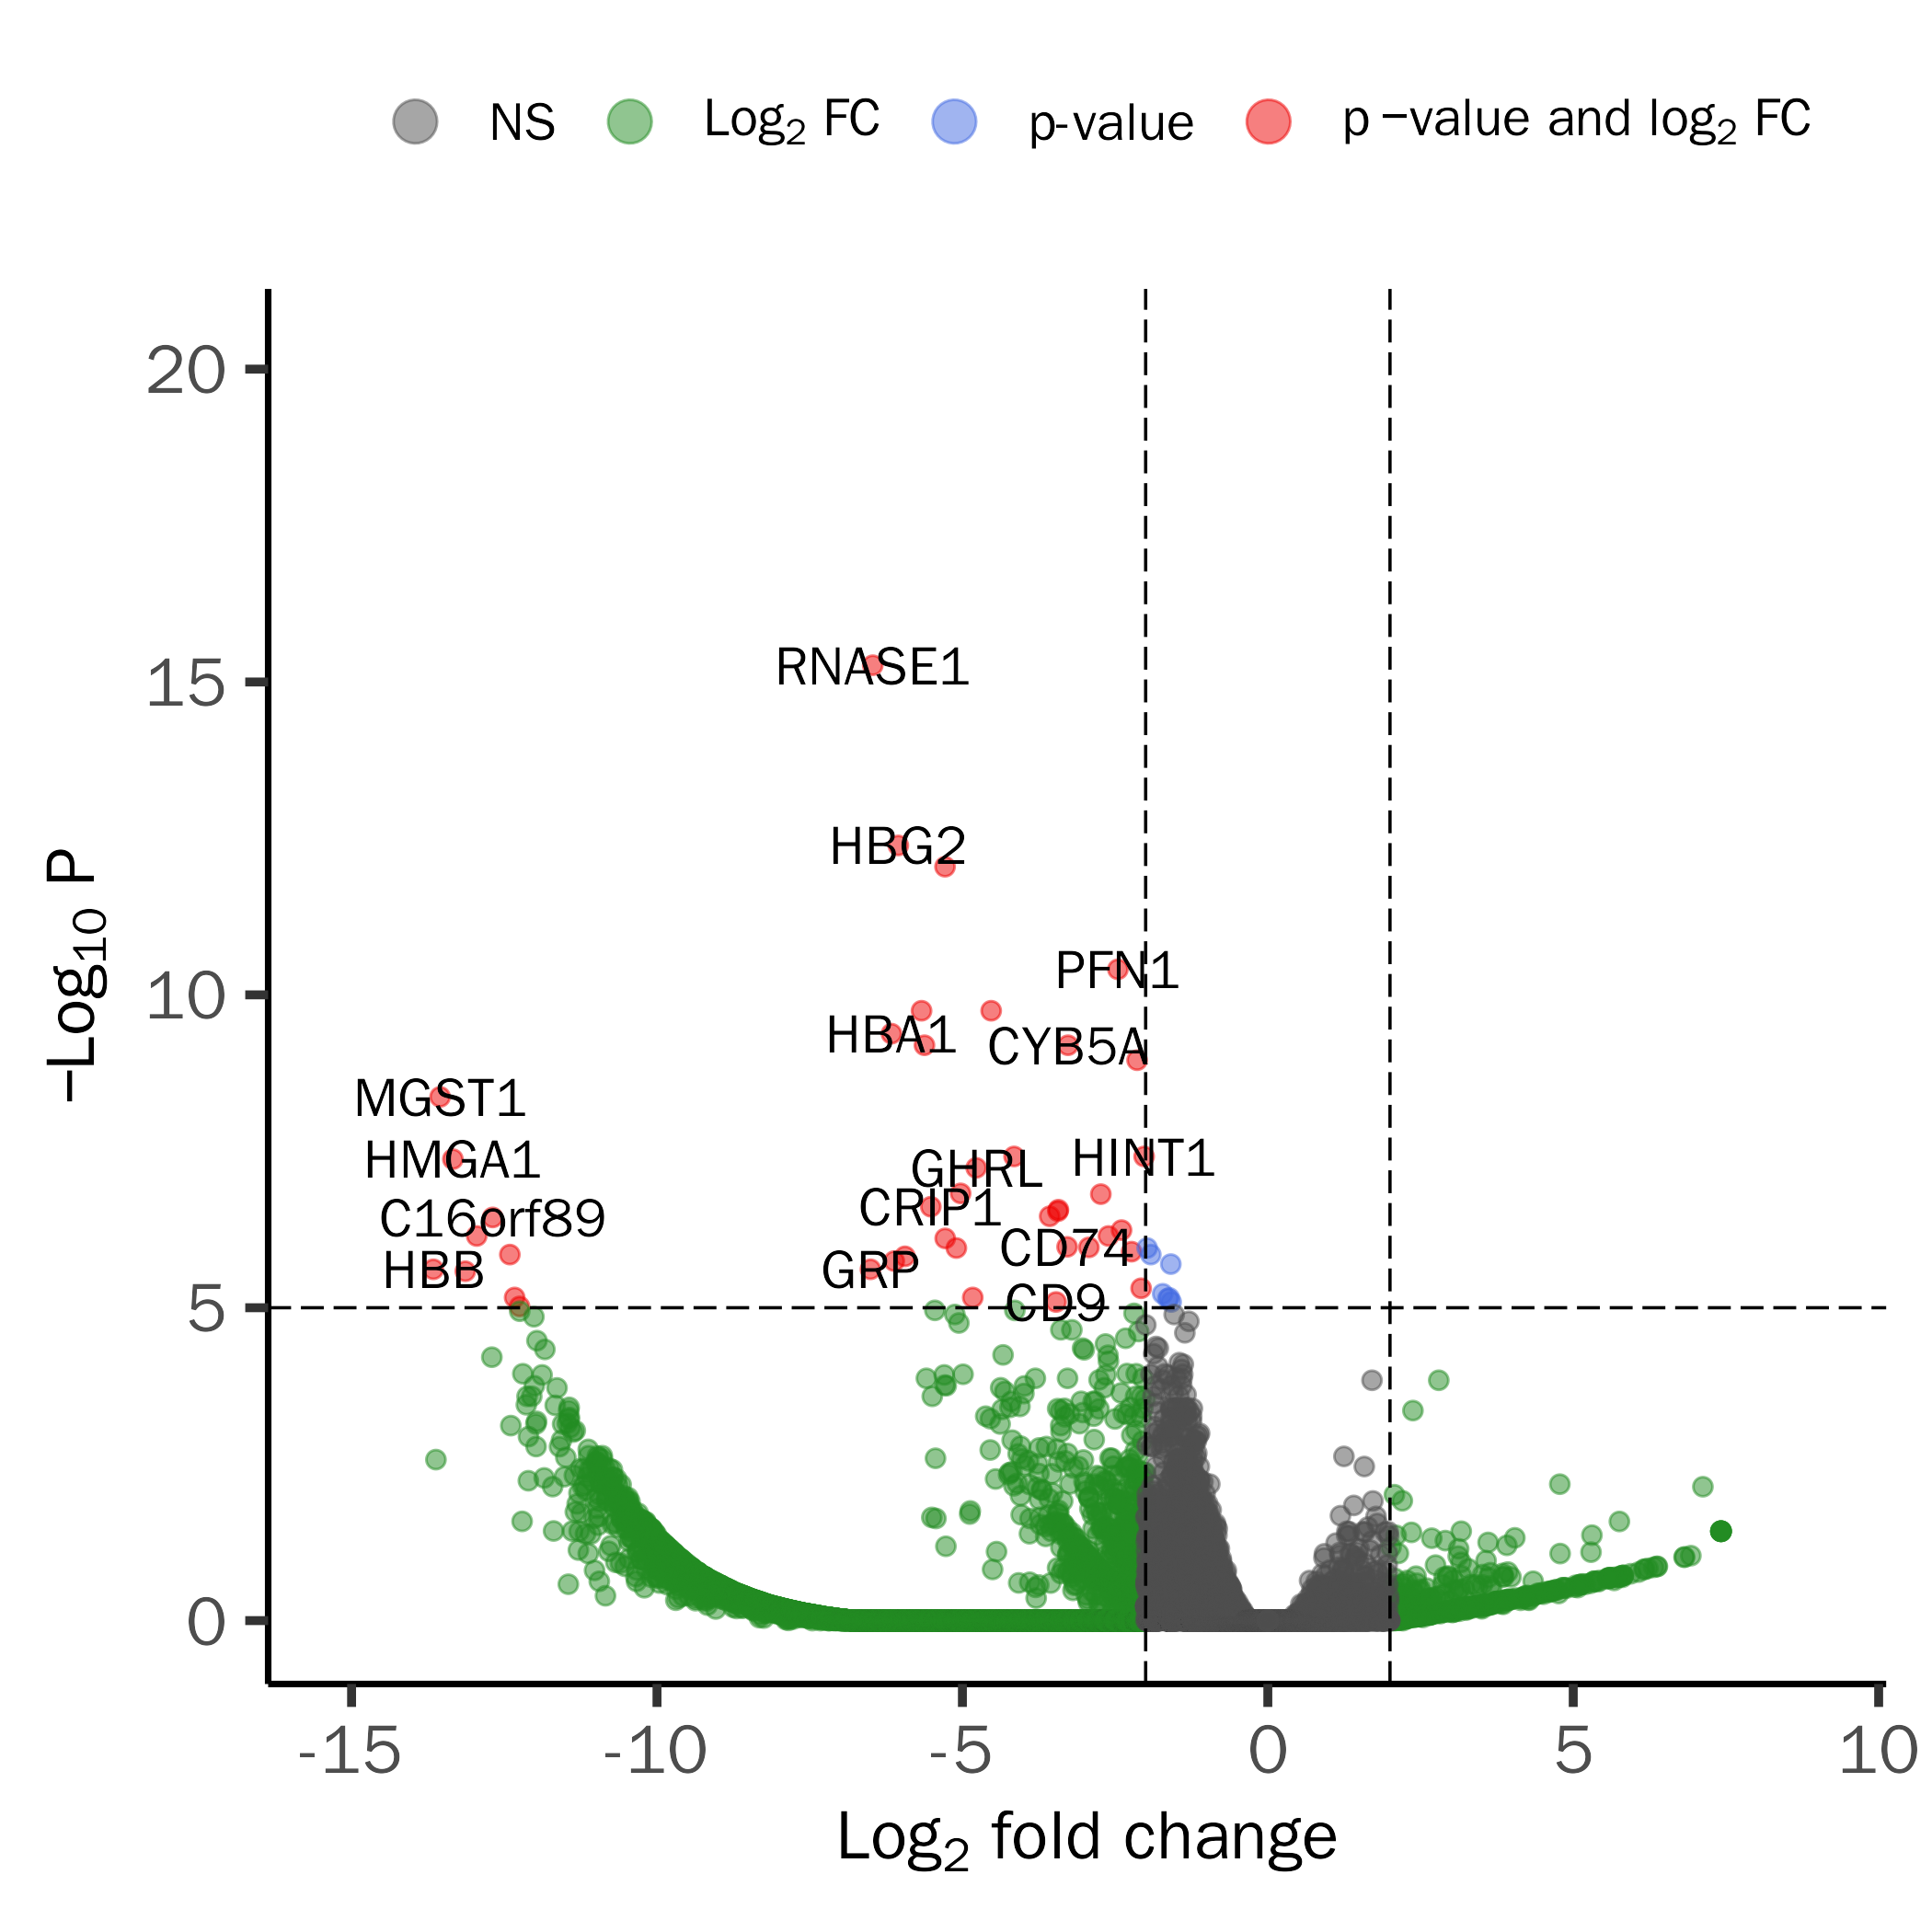 NS Log₂ FC p-value p −value and log₂ FC
20
15
10
5
0
−Log₁₀ P
RNASE1
HBG2
PFN1
HBA1
CYB5A
MGST1
HMGA1
GHRL
HINT1
CRIP1
C16orf89
CD74
HBB
GRP
CD9
-15 -10 -5 0 5 10
Log₂ fold change